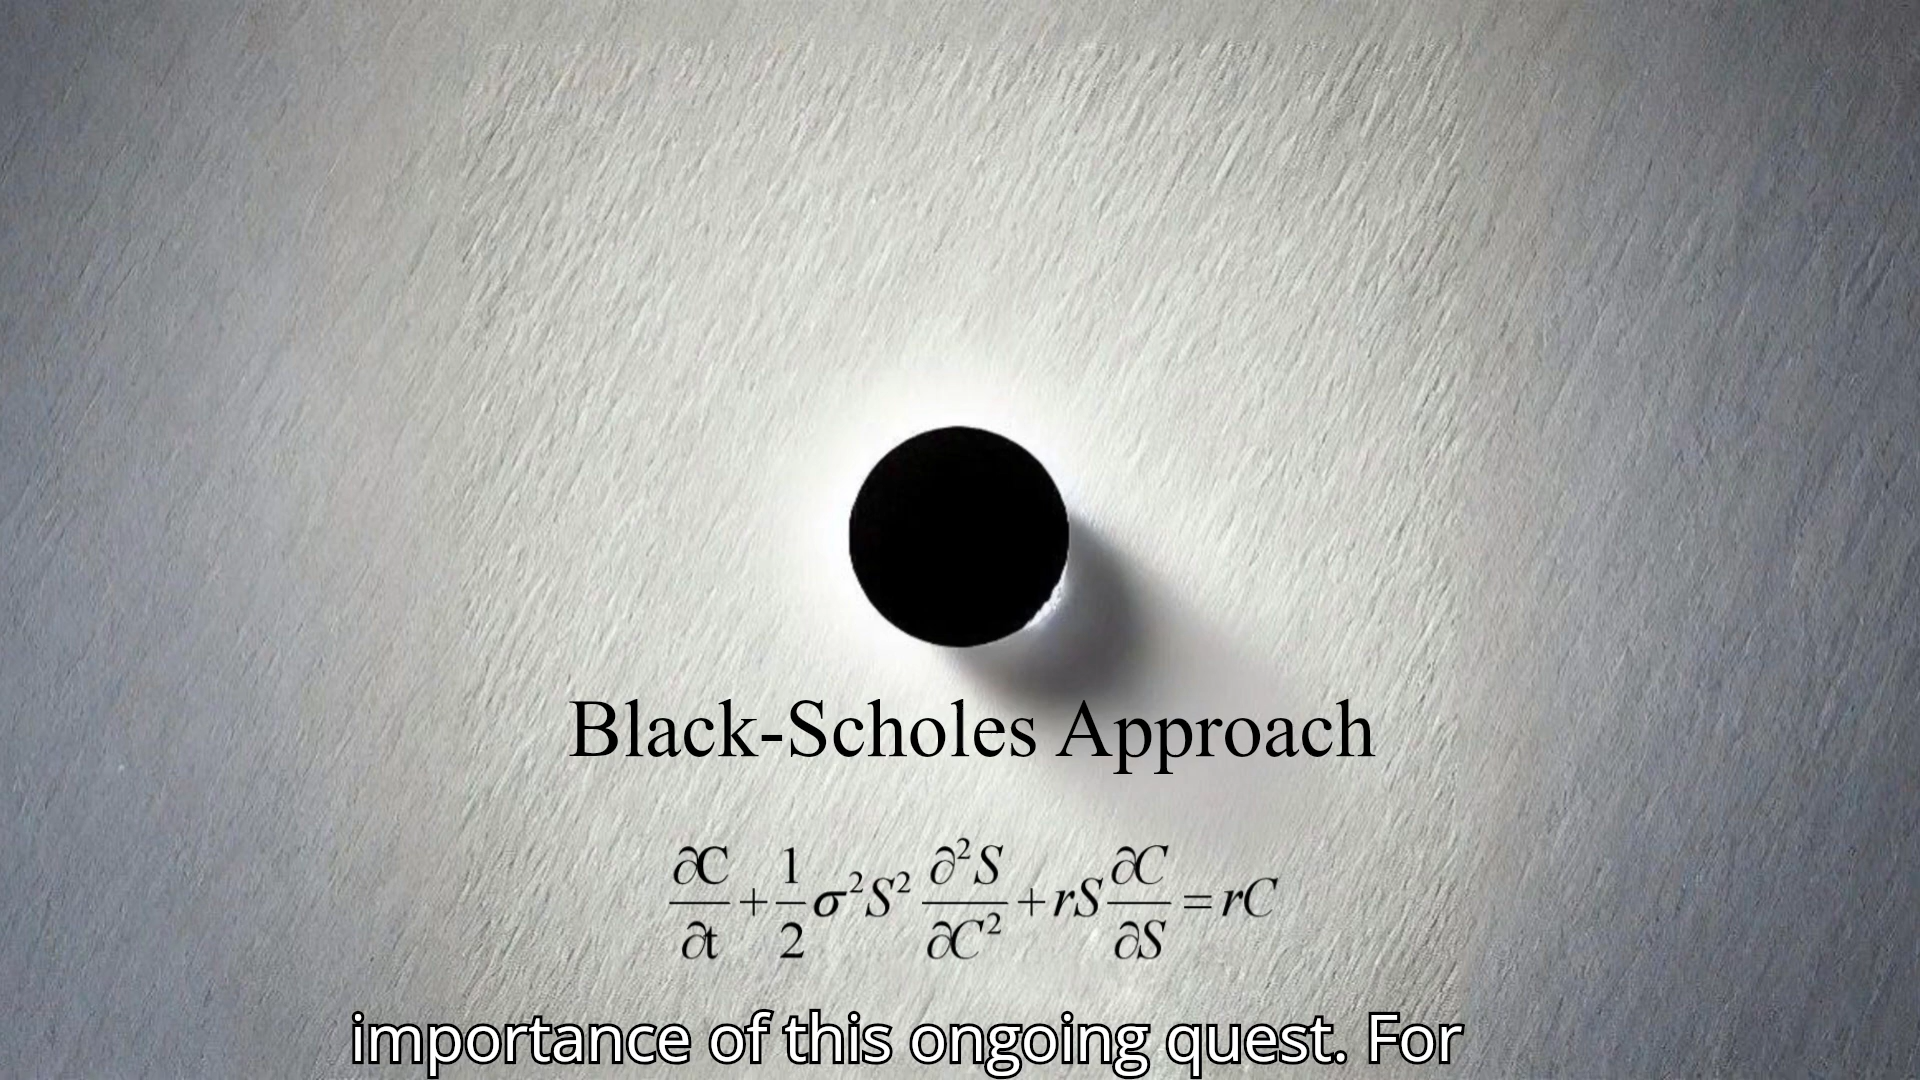 Black-Scholes Approach
∂C/∂t + 1/2 σ²S² ∂²S/∂C² + rS ∂C/∂S = rC
importance of this ongoing quest. For